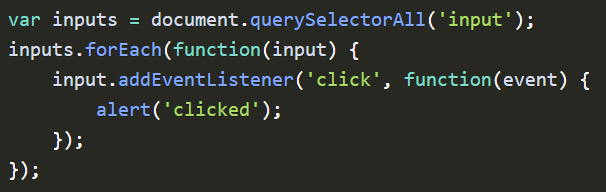 var inputs = document.querySelectorAll('input');
inputs.forEach(function(input) {
    input.addEventListener('click', function(event) {
        alert('clicked');
    });
});